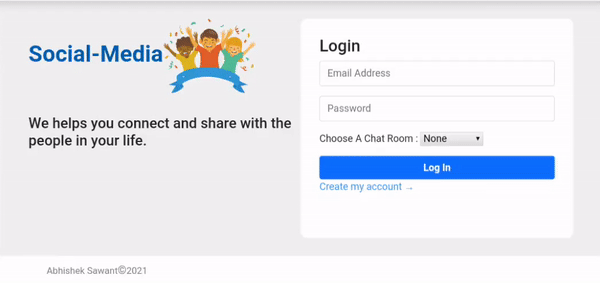 Social-Media
We helps you connect and share with the
people in your life.
Login
Email Address
Password
Choose A Chat Room : None
Log In
Create my account →
Abhishek Sawant©2021